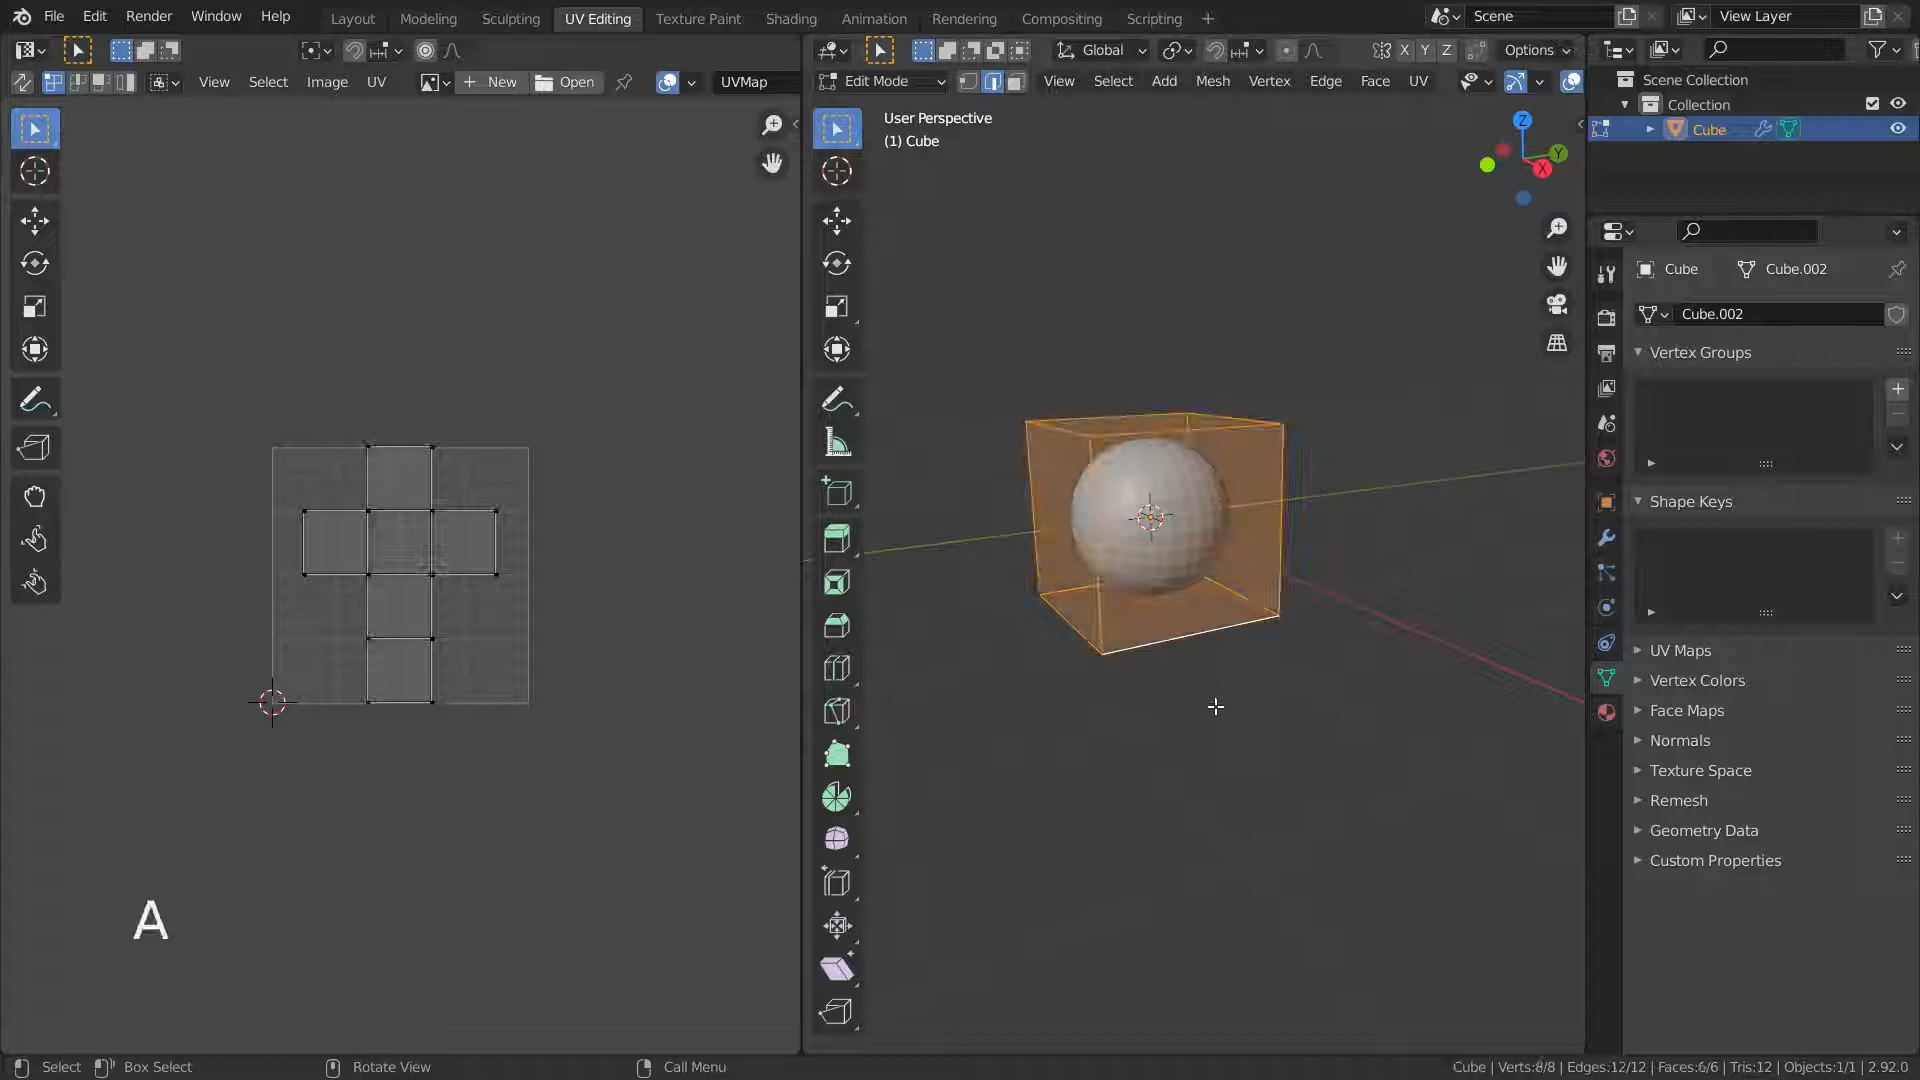 File Edit Render Window Help Layout Modeling Sculpting UV Editing Texture Paint Shading Animation Rendering Compositing Scripting + Scene View Layer
Global X Y Z Options
View Select Image UV + New Open UVMap Edit Mode View Select Add Mesh Vertex Edge Face UV
Scene Collection
Collection
Cube
User Perspective
(1) Cube
Z
Y
X
Cube Cube.002
Cube.002
Vertex Groups
Shape Keys
UV Maps
Vertex Colors
Face Maps
Normals
Texture Space
Remesh
Geometry Data
Custom Properties
A
Select Box Select Rotate View Call Menu Cube | Verts:8/8 | Edges:12/12 | Faces:6/6 | Tris:12 | Objects:1/1 | 2.92.0